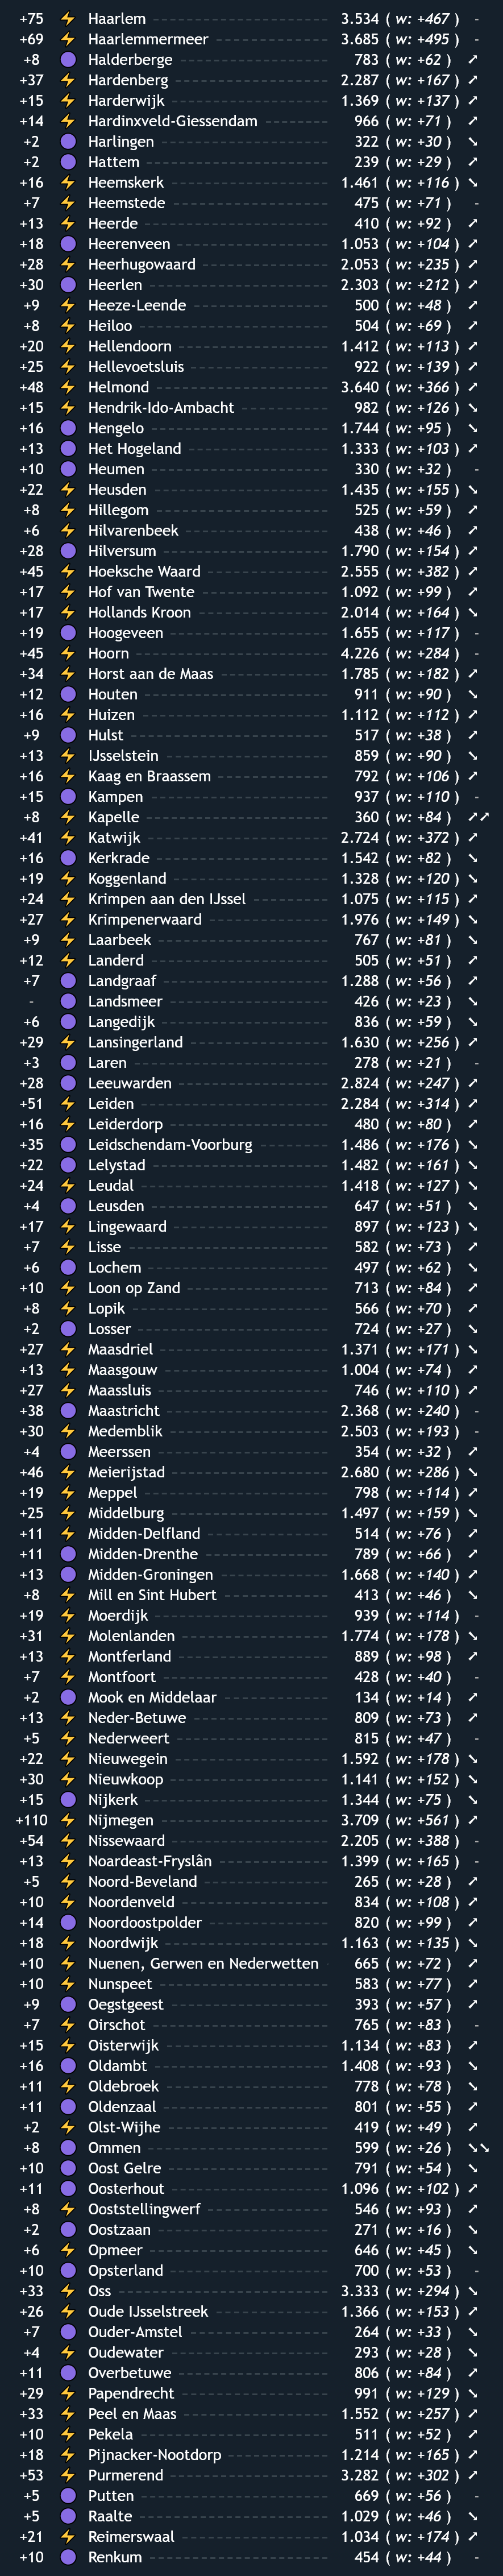 +75 Haarlem 3.534 ( w: +467 ) -
+69 Haarlemmermeer 3.685 ( w: +495 ) -
+8 Halderberge 783 ( w: +62 ) ➚
+37 Hardenberg 2.287 ( w: +167 ) ➚
+15 Harderwijk 1.369 ( w: +137 ) ➚
+14 Hardinxveld-Giessendam 966 ( w: +71 ) ➚
+2 Harlingen 322 ( w: +30 ) ➘
+2 Hattem 239 ( w: +29 ) ➚
+16 Heemskerk 1.461 ( w: +116 ) ➘
+7 Heemstede 475 ( w: +71 ) -
+13 Heerde 410 ( w: +92 ) ➚
+18 Heerenveen 1.053 ( w: +104 ) ➚
+28 Heerhugowaard 2.053 ( w: +235 ) ➚
+30 Heerlen 2.303 ( w: +212 ) ➚
+9 Heeze-Leende 500 ( w: +48 ) ➚
+8 Heiloo 504 ( w: +69 ) ➚
+20 Hellendoorn 1.412 ( w: +113 ) ➚
+25 Hellevoetsluis 922 ( w: +139 ) ➚
+48 Helmond 3.640 ( w: +366 ) ➚
+15 Hendrik-Ido-Ambacht 982 ( w: +126 ) ➘
+16 Hengelo 1.744 ( w: +95 ) ➘
+13 Het Hogeland 1.333 ( w: +103 ) ➚
+10 Heumen 330 ( w: +32 ) -
+22 Heusden 1.435 ( w: +155 ) ➘
+8 Hillegom 525 ( w: +59 ) ➚
+6 Hilvarenbeek 438 ( w: +46 ) ➚
+28 Hilversum 1.790 ( w: +154 ) ➚
+45 Hoeksche Waard 2.555 ( w: +382 ) ➚
+17 Hof van Twente 1.092 ( w: +99 ) ➚
+17 Hollands Kroon 2.014 ( w: +164 ) ➘
+19 Hoogeveen 1.655 ( w: +117 ) -
+45 Hoorn 4.226 ( w: +284 ) -
+34 Horst aan de Maas 1.785 ( w: +182 ) ➚
+12 Houten 911 ( w: +90 ) ➘
+16 Huizen 1.112 ( w: +112 ) ➚
+9 Hulst 517 ( w: +38 ) ➚
+13 IJsselstein 859 ( w: +90 ) ➘
+16 Kaag en Braassem 792 ( w: +106 ) ➚
+15 Kampen 937 ( w: +110 ) -
+8 Kapelle 360 ( w: +84 ) ➚➚
+41 Katwijk 2.724 ( w: +372 ) ➚
+16 Kerkrade 1.542 ( w: +82 ) ➘
+19 Koggenland 1.328 ( w: +120 ) ➘
+24 Krimpen aan den IJssel 1.075 ( w: +115 ) ➚
+27 Krimpenerwaard 1.976 ( w: +149 ) ➘
+9 Laarbeek 767 ( w: +81 ) ➘
+12 Landerd 505 ( w: +51 ) ➚
+7 Landgraaf 1.288 ( w: +56 ) ➚
- Landsmeer 426 ( w: +23 ) ➘
+6 Langedijk 836 ( w: +59 ) ➘
+29 Lansingerland 1.630 ( w: +256 ) ➚
+3 Laren 278 ( w: +21 ) -
+28 Leeuwarden 2.824 ( w: +247 ) ➚
+51 Leiden 2.284 ( w: +314 ) ➚
+16 Leiderdorp 480 ( w: +80 ) ➚
+35 Leidschendam-Voorburg 1.486 ( w: +176 ) ➘
+22 Lelystad 1.482 ( w: +161 ) ➘
+24 Leudal 1.418 ( w: +127 ) ➘
+4 Leusden 647 ( w: +51 ) ➘
+17 Lingewaard 897 ( w: +123 ) ➘
+7 Lisse 582 ( w: +73 ) ➚
+6 Lochem 497 ( w: +62 ) ➘
+10 Loon op Zand 713 ( w: +84 ) ➚
+8 Lopik 566 ( w: +70 ) ➚
+2 Losser 724 ( w: +27 ) ➘
+27 Maasdriel 1.371 ( w: +171 ) ➘
+13 Maasgouw 1.004 ( w: +74 ) ➚
+27 Maassluis 746 ( w: +110 ) ➚
+38 Maastricht 2.368 ( w: +240 ) -
+30 Medemblik 2.503 ( w: +193 ) -
+4 Meerssen 354 ( w: +32 ) ➚
+46 Meierijstad 2.680 ( w: +286 ) ➘
+19 Meppel 798 ( w: +114 ) ➚
+25 Middelburg 1.497 ( w: +159 ) ➘
+11 Midden-Delfland 514 ( w: +76 ) ➚
+11 Midden-Drenthe 789 ( w: +66 ) ➚
+13 Midden-Groningen 1.668 ( w: +140 ) ➚
+8 Mill en Sint Hubert 413 ( w: +46 ) ➘
+19 Moerdijk 939 ( w: +114 ) -
+31 Molenlanden 1.774 ( w: +178 ) ➘
+13 Montferland 889 ( w: +98 ) ➚
+7 Montfoort 428 ( w: +40 ) -
+2 Mook en Middelaar 134 ( w: +14 ) ➚
+13 Neder-Betuwe 809 ( w: +73 ) ➚
+5 Nederweert 815 ( w: +47 ) -
+22 Nieuwegein 1.592 ( w: +178 ) ➘
+30 Nieuwkoop 1.141 ( w: +152 ) ➘
+15 Nijkerk 1.344 ( w: +75 ) ➘
+110 Nijmegen 3.709 ( w: +561 ) ➚
+54 Nissewaard 2.205 ( w: +388 ) -
+13 Noardeast-Fryslân 1.399 ( w: +165 ) -
+5 Noord-Beveland 265 ( w: +28 ) ➚
+10 Noordenveld 834 ( w: +108 ) ➚
+14 Noordoostpolder 820 ( w: +99 ) ➚
+18 Noordwijk 1.163 ( w: +135 ) ➘
+10 Nuenen, Gerwen en Nederwetten 665 ( w: +72 ) ➚
+10 Nunspeet 583 ( w: +77 ) ➚
+9 Oegstgeest 393 ( w: +57 ) ➚
+7 Oirschot 765 ( w: +83 ) -
+15 Oisterwijk 1.134 ( w: +83 ) ➚
+16 Oldambt 1.408 ( w: +93 ) ➘
+11 Oldebroek 778 ( w: +78 ) ➘
+11 Oldenzaal 801 ( w: +55 ) ➚
+2 Olst-Wijhe 419 ( w: +49 ) ➚
+8 Ommen 599 ( w: +26 ) ➘➘
+10 Oost Gelre 791 ( w: +54 ) ➘
+11 Oosterhout 1.096 ( w: +102 ) ➚
+8 Ooststellingwerf 546 ( w: +93 ) ➚
+2 Oostzaan 271 ( w: +16 ) ➘
+6 Opmeer 646 ( w: +45 ) ➘
+10 Opsterland 700 ( w: +53 ) -
+33 Oss 3.333 ( w: +294 ) ➘
+26 Oude IJsselstreek 1.366 ( w: +153 ) ➚
+7 Ouder-Amstel 264 ( w: +33 ) ➘
+4 Oudewater 293 ( w: +28 ) ➘
+11 Overbetuwe 806 ( w: +84 ) ➚
+29 Papendrecht 991 ( w: +129 ) ➘
+33 Peel en Maas 1.552 ( w: +257 ) ➚
+10 Pekela 511 ( w: +52 ) ➚
+18 Pijnacker-Nootdorp 1.214 ( w: +165 ) ➚
+53 Purmerend 3.282 ( w: +302 ) ➚
+5 Putten 669 ( w: +56 ) -
+5 Raalte 1.029 ( w: +46 ) ➘
+21 Reimerswaal 1.034 ( w: +174 ) ➚
+10 Renkum 454 ( w: +44 ) -